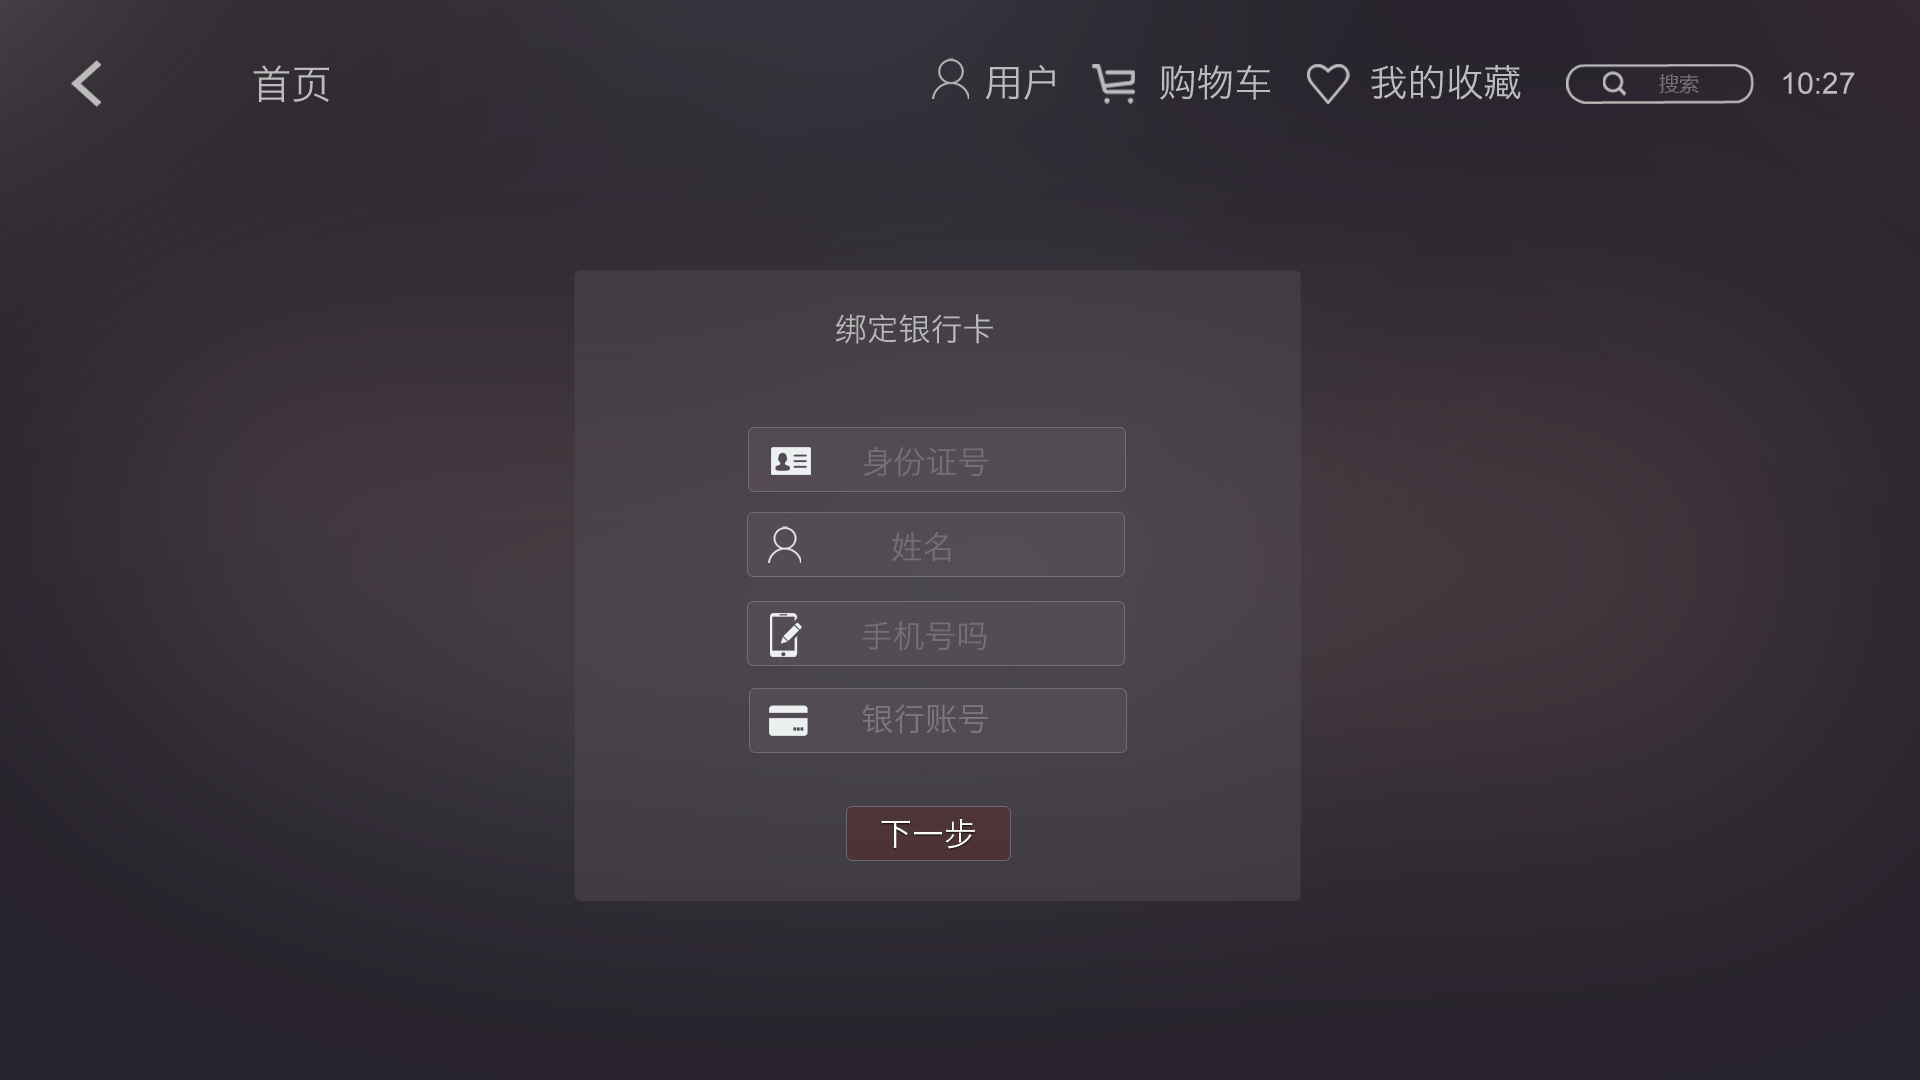 首页
用户
购物车
我的收藏
搜索
10:27
绑定银行卡
身份证号
姓名
手机号吗
银行账号
下一步